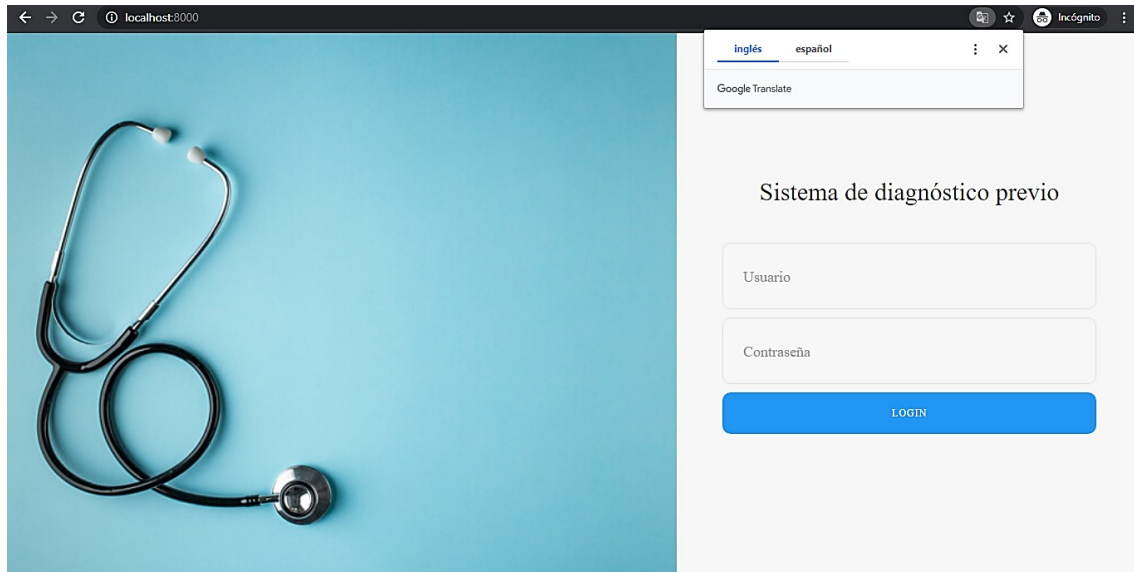 localhost:8000
Incógnito
inglés español
Google Translate
Sistema de diagnóstico previo
Usuario
Contraseña
LOGIN